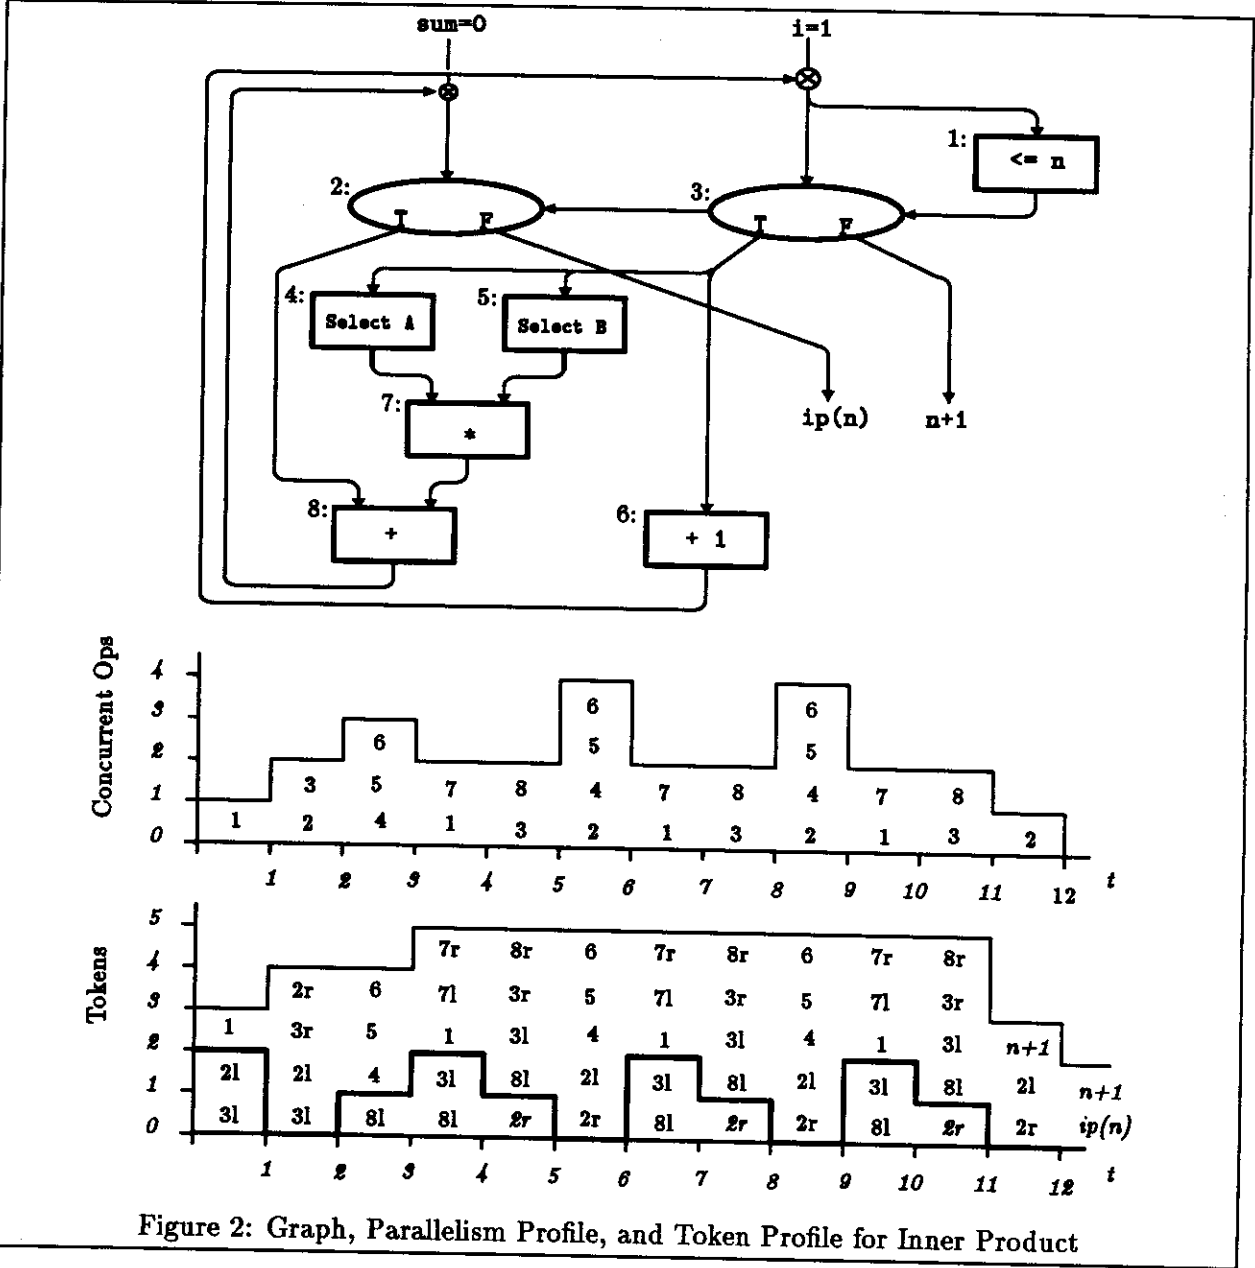 sum=0 i=1
1: <= n
2: T F 3: T F
4: Select A 5: Select B
7: *
ip(n) n+1
8: + 6: + 1
Concurrent Ops
4
3 6 6
2 6 5 5
1 3 5 7 8 4 7 8 4 7 8
0 1 2 4 1 3 2 1 3 2 1 3 2
1 2 3 4 5 6 7 8 9 10 11 12 t
Tokens
5
4 7r 8r 6 7r 8r 6 7r 8r
3 2r 6 7l 3r 5 7l 3r 5 7l 3r
2 1 3r 5 1 3l 4 1 3l 4 1 3l n+1
1 2l 2l 4 3l 8l 2l 3l 8l 2l 3l 8l 2l n+1
0 3l 3l 8l 8l 2r 2r 8l 2r 2r 8l 2r 2r ip(n)
1 2 3 4 5 6 7 8 9 10 11 12 t
Figure 2: Graph, Parallelism Profile, and Token Profile for Inner Product